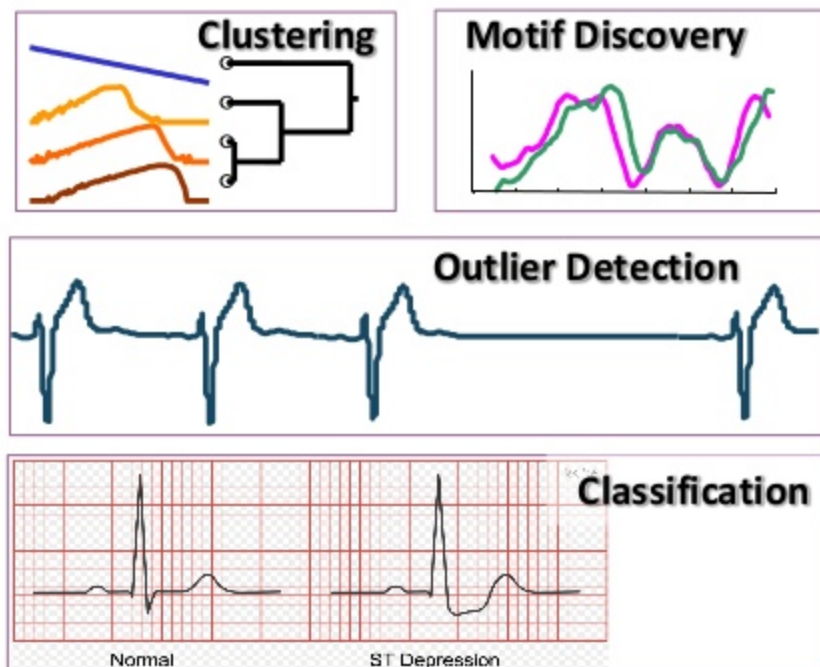 Clustering
Motif Discovery
Outlier Detection
Classification
Normal
ST Depression